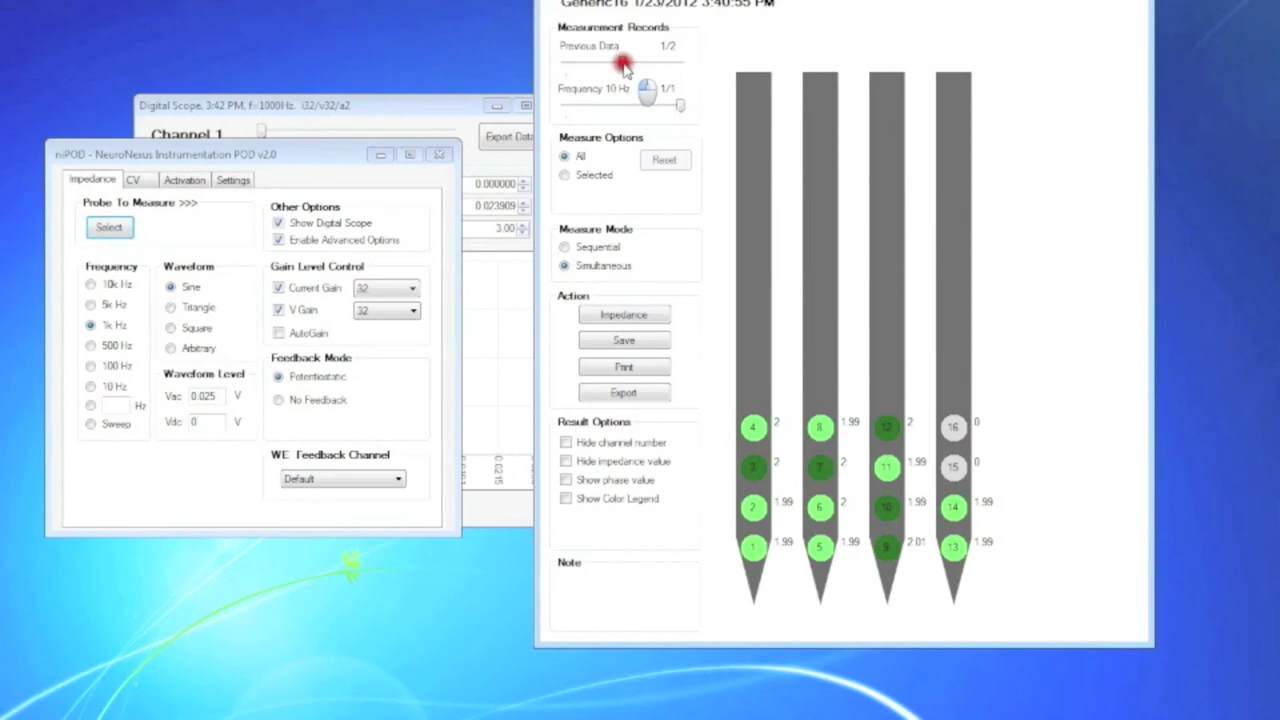 Generic16 1/23/2012 3:40:55 PM
Measurement Records
Previous Data 1/2
Frequency 10 Hz 1/1
Measure Options
All
Reset
Selected
Measure Mode
Sequential
Simultaneous
Action
Impedance
Save
Print
Export
Result Options
Hide channel number
Hide impedance value
Show phase value
Show Color Legend
Note
4 2
8 1.99
12 2
16 0
3 2
7 2
11 1.99
15 0
2 1.99
6 2
10 1.99
14 1.99
1 1.99
5 1.99
9 2.01
13 1.99
Digital Scope. 3:42 PM. f=1000Hz. i32/v32/a2
Channel 1
Export Data
0.000000
0.023909
3.00
0.0215
niPOD - NeuroNexus Instrumentation POD v2.0
Impedance CV Activation Settings
Probe To Measure >>>
Select
Other Options
Show Digital Scope
Enable Advanced Options
Frequency
10k Hz
5k Hz
1k Hz
500 Hz
100 Hz
10 Hz
Hz
Sweep
Waveform
Sine
Triangle
Square
Arbitrary
Waveform Level
Vac 0.025 V
Vdc 0 V
Gain Level Control
Current Gain 32
V Gain 32
AutoGain
Feedback Mode
Potentiostatic
No Feedback
WE Feedback Channel
Default